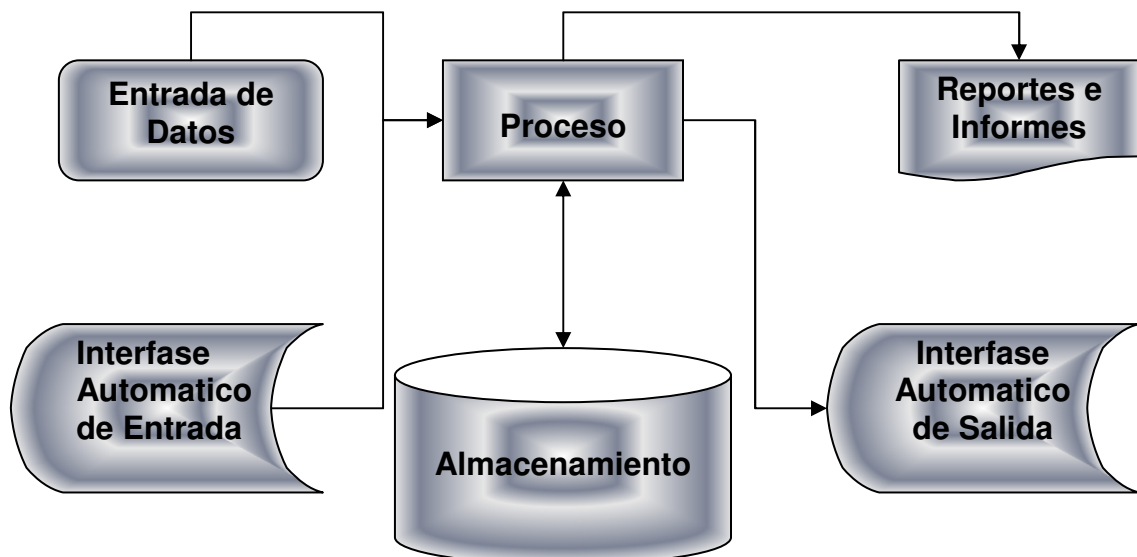 Entrada de
Datos
Proceso
Reportes e
Informes
Interfase
Automatico
de Entrada
Almacenamiento
Interfase
Automatico
de Salida